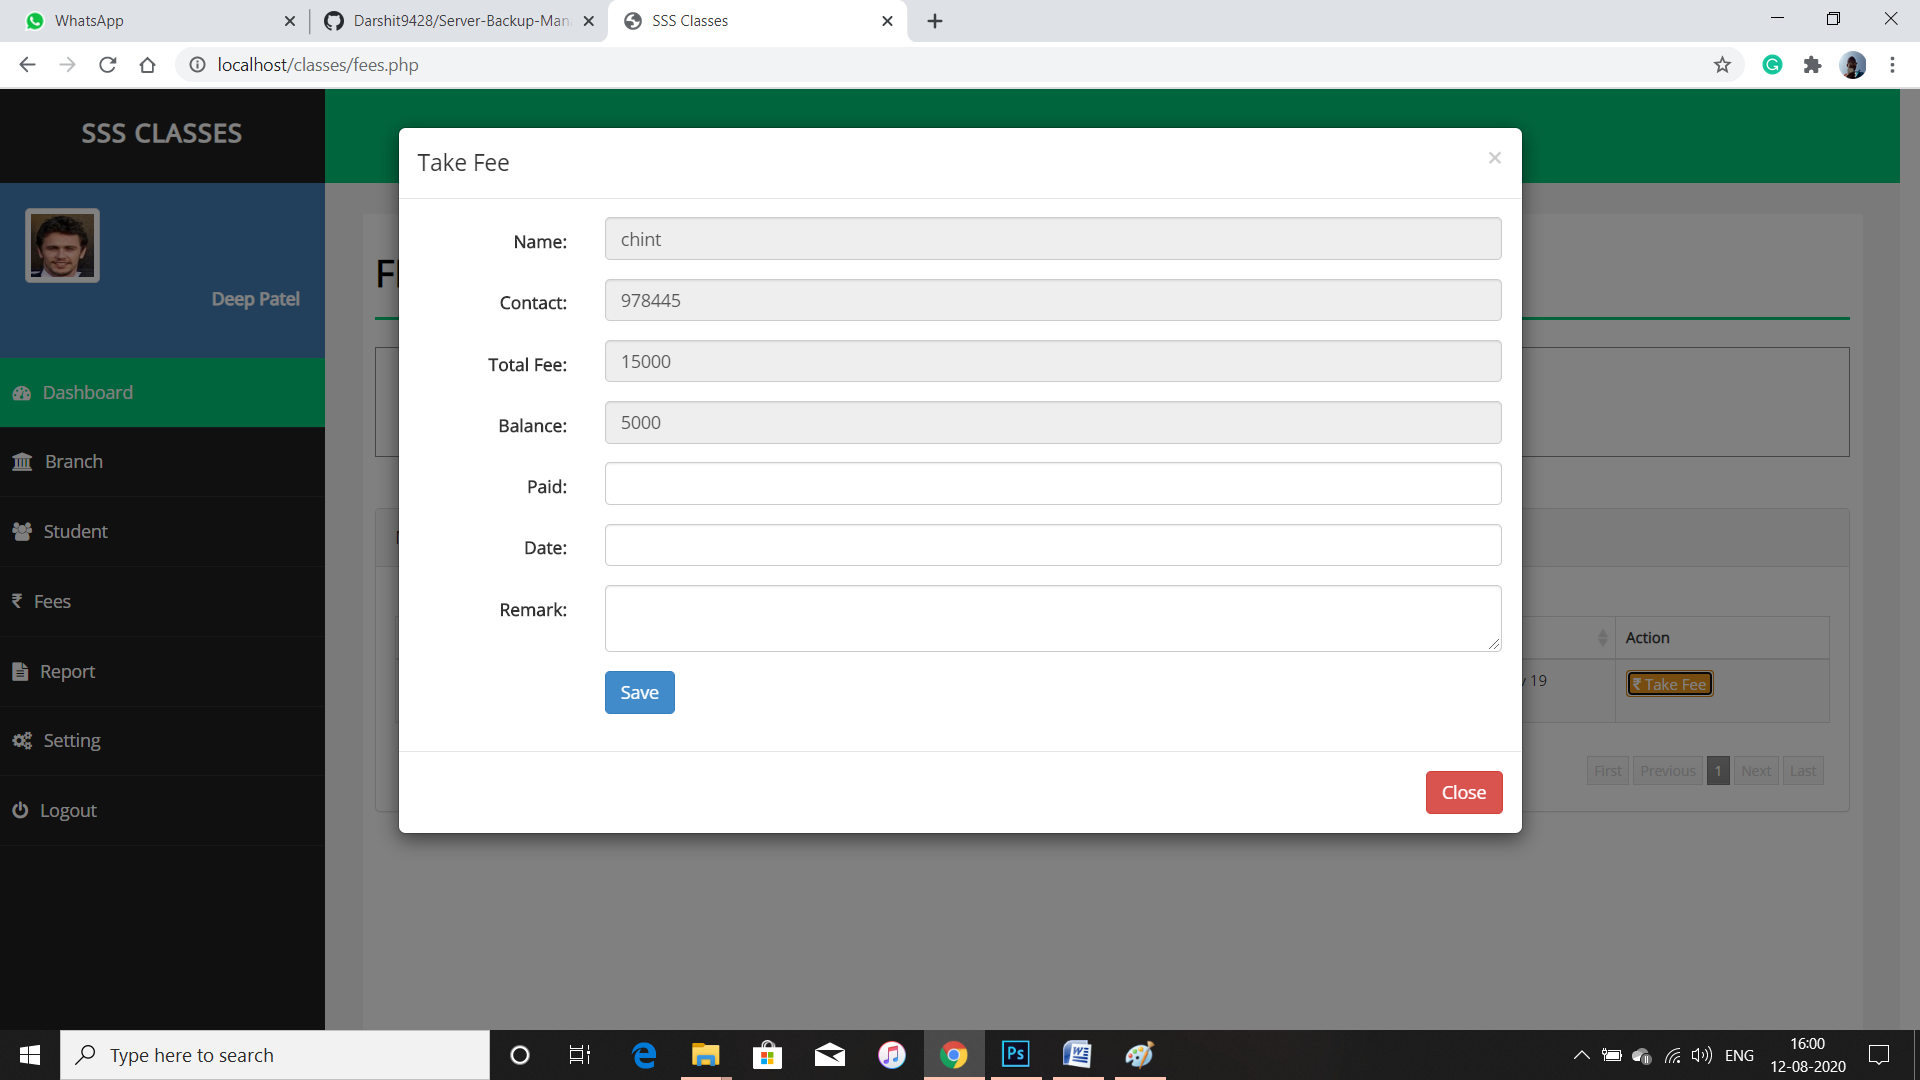 WhatsApp
Darshit9428/Server-Backup-Man
SSS Classes
localhost/classes/fees.php
SSS CLASSES
Deep Patel
Dashboard
Branch
Student
₹ Fees
Report
Setting
Logout
Take Fee
×
Name:
chint
Contact:
978445
Total Fee:
15000
Balance:
5000
Paid:
Date:
Remark:
Save
Close
Action
19
₹ Take Fee
First Previous 1 Next Last
Type here to search
Ps
ENG
16:00
12-08-2020